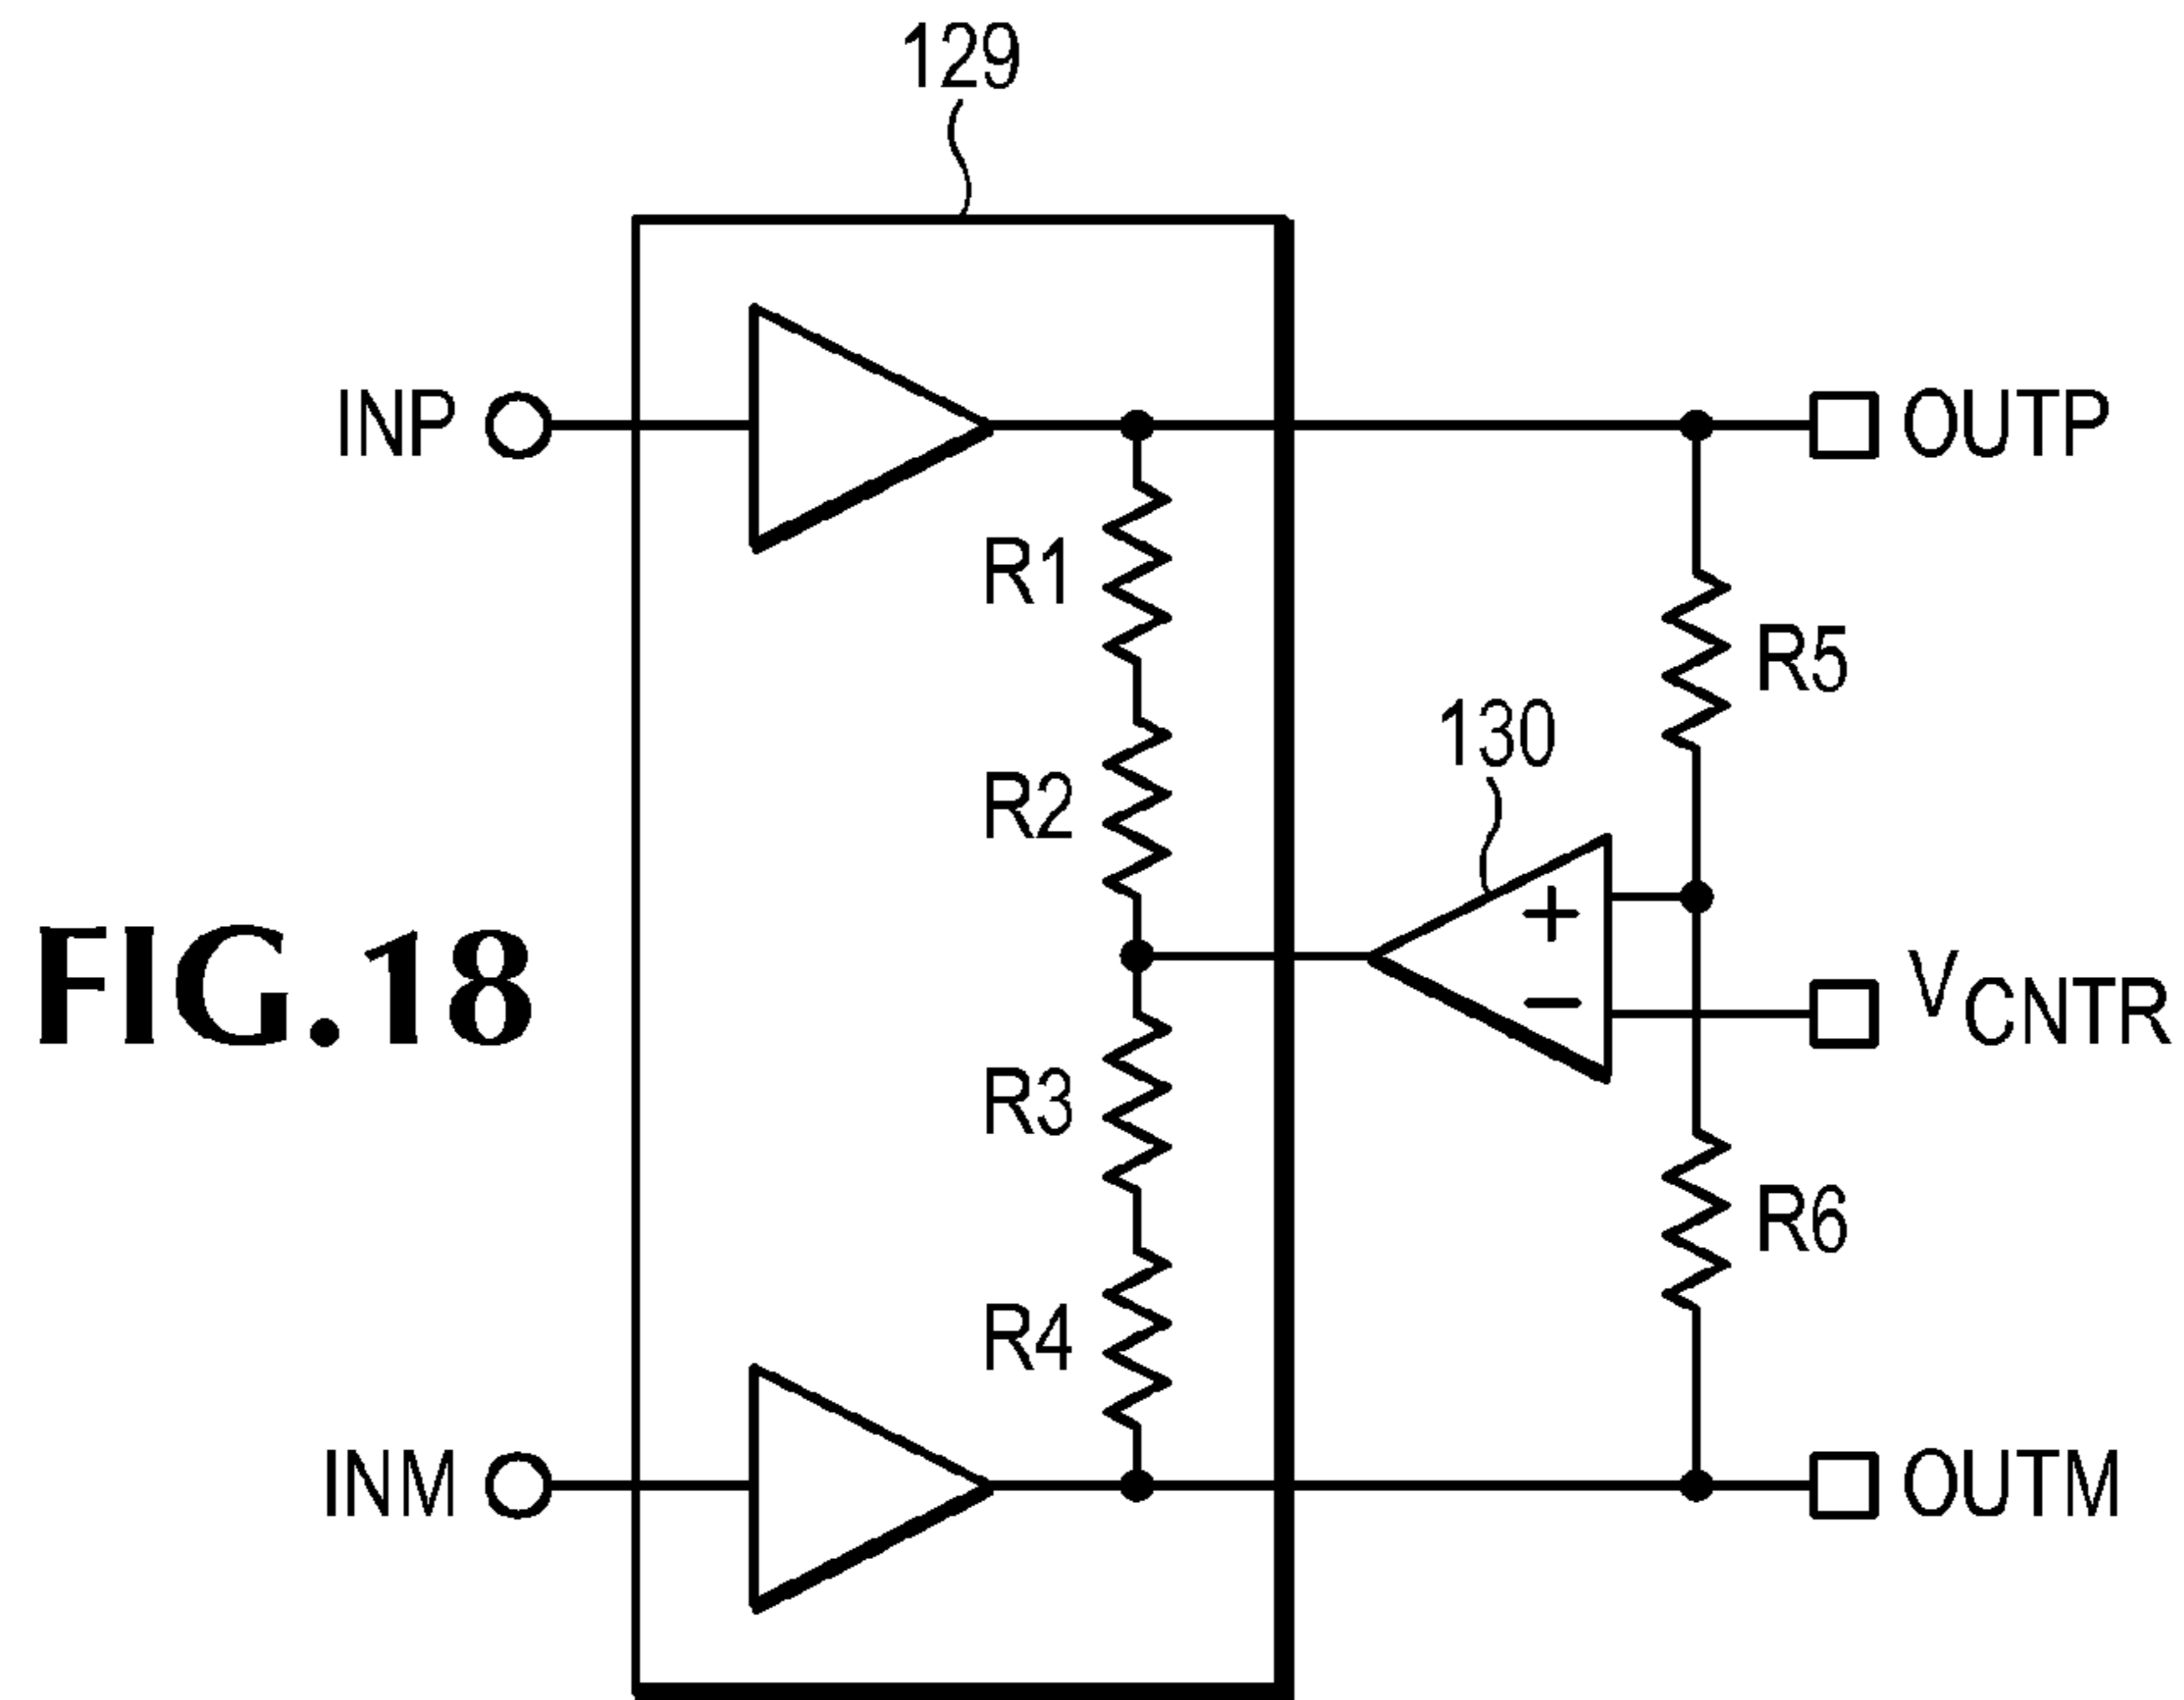 129
INP
OUTP
R1
R5
130
R2
+
FIG.18
−
VCNTR
R3
R6
R4
INM
OUTM